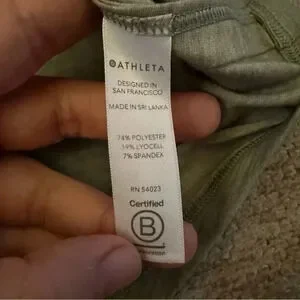 ATHLETA
DESIGNED IN
SAN FRANCISCO
MADE IN SRI LANKA
74% POLYESTER
19% LYOCELL
7% SPANDEX
RN 54023
Certified
B